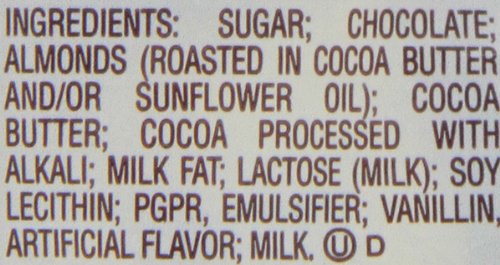 INGREDIENTS: SUGAR; CHOCOLATE;
ALMONDS (ROASTED IN COCOA BUTTER
AND/OR SUNFLOWER OIL); COCOA
BUTTER; COCOA PROCESSED WITH
ALKALI; MILK FAT; LACTOSE (MILK); SOY
LECITHIN; PGPR, EMULSIFIER; VANILLIN,
ARTIFICIAL FLAVOR; MILK. Ⓤ D